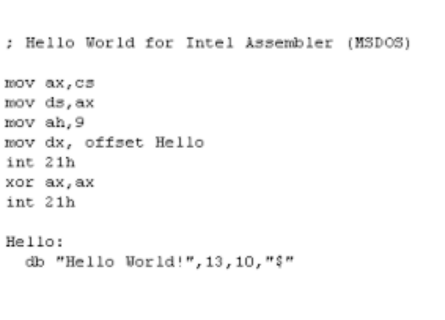 ; Hello World for Intel Assembler (MSDOS)
mov ax,cs
mov ds,ax
mov ah,9
mov dx, offset Hello
int 21h
xor ax,ax
int 21h
Hello:
db "Hello World!",13,10,"$"